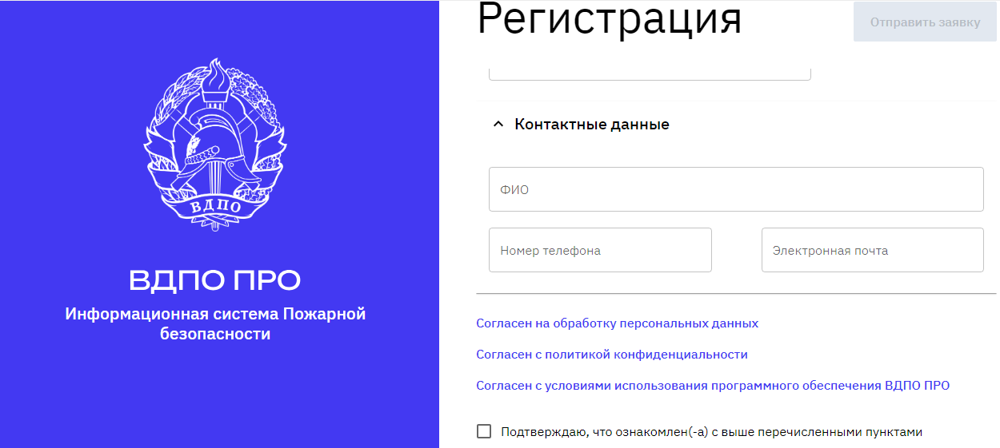 ВДПО
ВДПО ПРО
Информационная система Пожарной
безопасности
Регистрация
Отправить заявку
Контактные данные
ФИО
Номер телефона
Электронная почта
Согласен на обработку персональных данных
Согласен с политикой конфиденциальности
Согласен с условиями использования программного обеспечения ВДПО ПРО
Подтверждаю, что ознакомлен(-а) с выше перечисленными пунктами